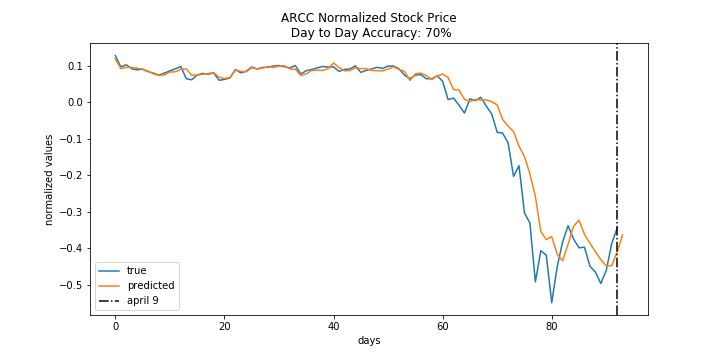 ARCC Normalized Stock Price
Day to Day Accuracy: 70%
normalized values
0.1
0.0
−0.1
−0.2
−0.3
−0.4
−0.5
true
predicted
april 9
0 20 40 60 80
days